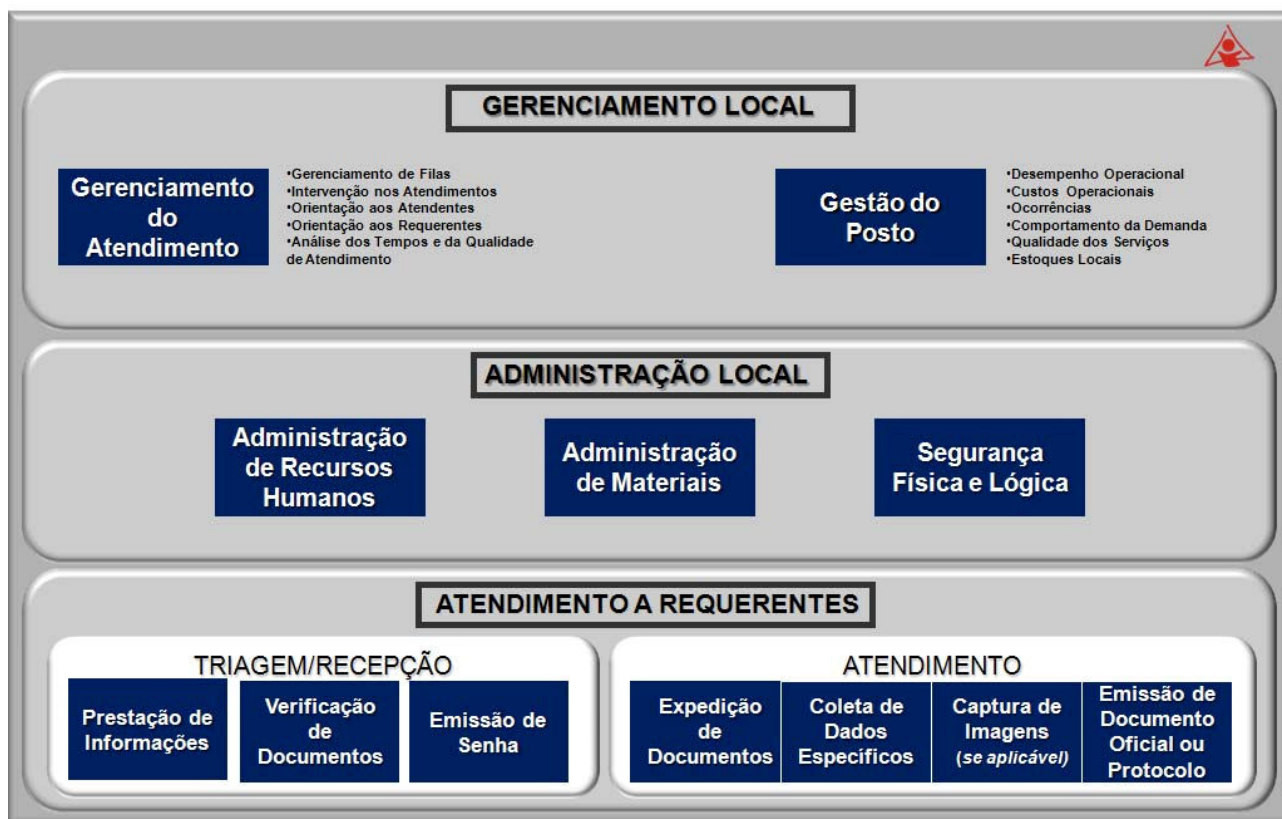 GERENCIAMENTO LOCAL
Gerenciamento
do
Atendimento
•Gerenciamento de Filas
•Intervenção nos Atendimentos
•Orientação aos Atendentes
•Orientação aos Requerentes
•Análise dos Tempos e da Qualidade
de Atendimento
Gestão do
Posto
•Desempenho Operacional
•Custos Operacionais
•Ocorrências
•Comportamento da Demanda
•Qualidade dos Serviços
•Estoques Locais
ADMINISTRAÇÃO LOCAL
Administração
de Recursos
Humanos
Administração
de Materiais
Segurança
Física e Lógica
ATENDIMENTO A REQUERENTES
TRIAGEM/RECEPÇÃO
Prestação de
Informações
Verificação
de
Documentos
Emissão de
Senha
ATENDIMENTO
Expedição
de
Documentos
Coleta de
Dados
Específicos
Captura de
Imagens
(se aplicável)
Emissão de
Documento
Oficial ou
Protocolo